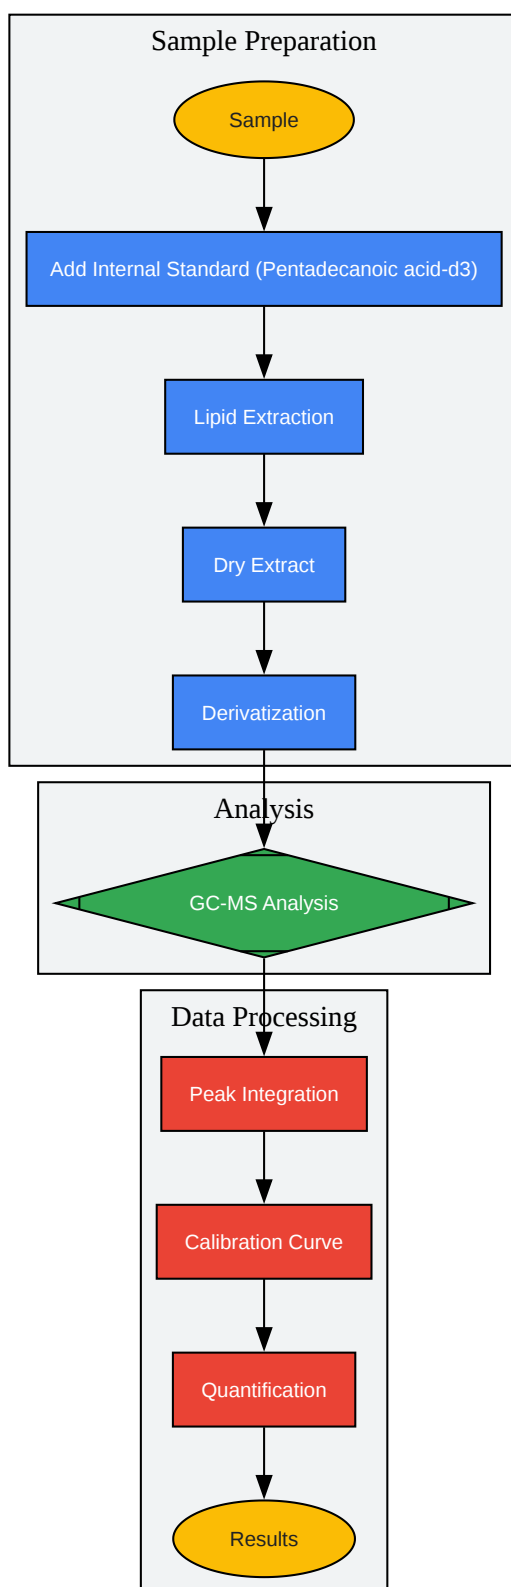 Sample Preparation
Sample
Add Internal Standard (Pentadecanoic acid-d3)
Lipid Extraction
Dry Extract
Derivatization
Analysis
GC-MS Analysis
Data Processing
Peak Integration
Calibration Curve
Quantification
Results